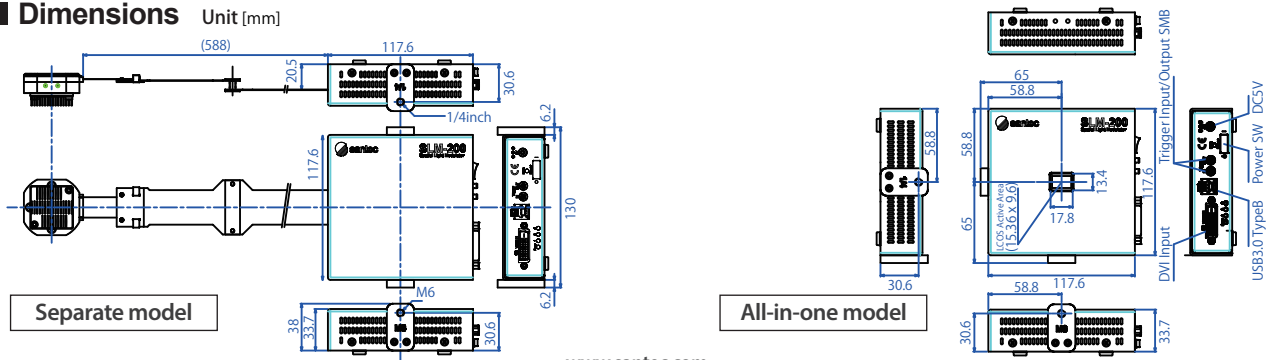 Dimensions Unit [mm]
(588)
117.6
20.5
30.6
1/4inch
6.2
santec
SLM-200
Spatial Light Modulator
117.6
130
M6
6.2
38
33.7
30.6
Separate model
65
58.8
58.8
santec
SLM-200
58.8
13.4
17.8
117.6
65
LCOS Active Area
(15.36 x 9.6)
30.6
58.8
117.6
30.6
33.7
M6
Trigger Input/Output SMB
DC5V
Power SW
DVI Input
USB3.0 TypeB
All-in-one model